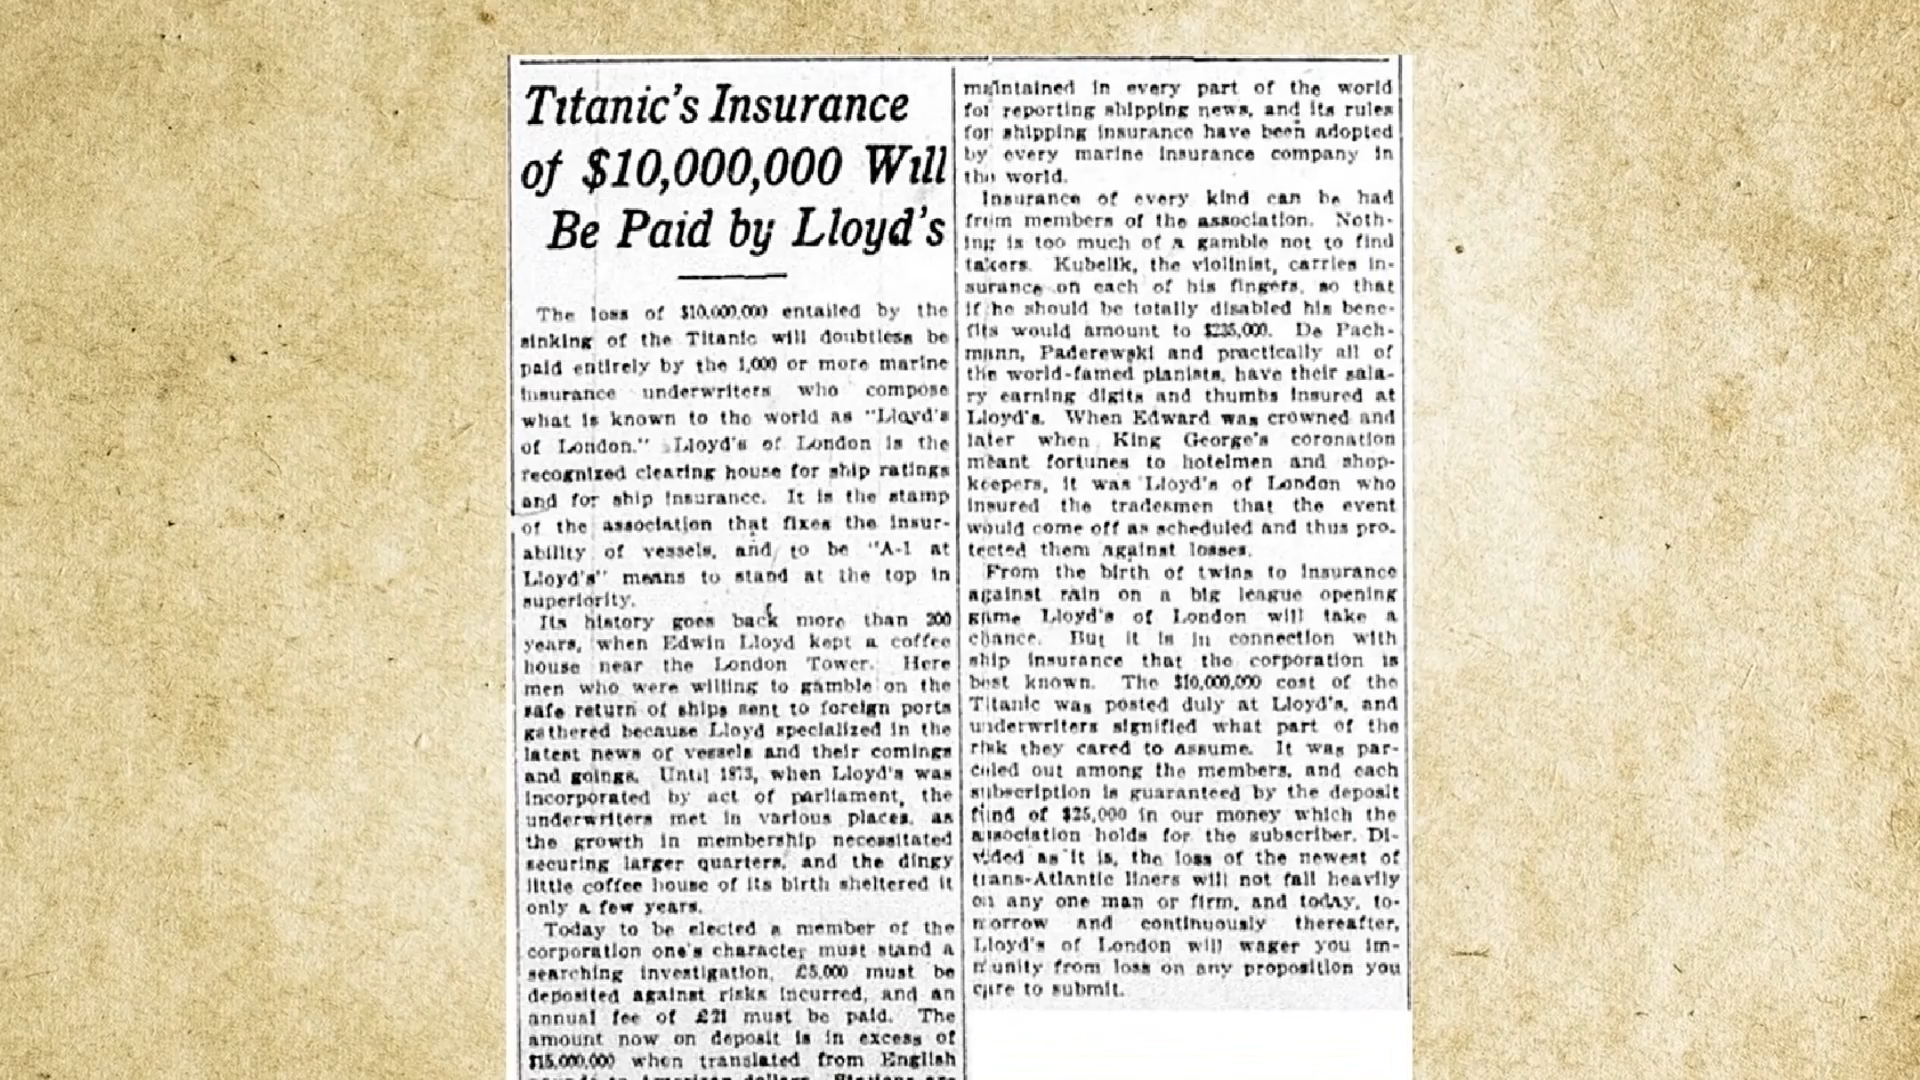 Titanic's Insurance
of $10,000,000 Will
Be Paid by Lloyd's
The loss of $10,000,000 entailed by the
sinking of the Titanic will doubtless be
paid entirely by the 1,000 or more marine
insurance underwriters who compose
what is known to the world as "Lloyd's
of London." Lloyd's of London is the
recognized clearing house for ship ratings
and for ship insurance. It is the stamp
of the association that fixes the insur-
ability of vessels, and to be "A-1 at
Lloyd's" means to stand at the top in
superiority.
Its history goes back more than 200
years, when Edwin Lloyd kept a coffee
house near the London Tower. Here
men who were willing to gamble on the
safe return of ships sent to foreign ports
gathered because Lloyd specialized in the
latest news of vessels and their comings
and goings. Until 1873, when Lloyd's was
incorporated by act of parliament, the
underwriters met in various places, as
the growth in membership necessitated
securing larger quarters, and the dingy
little coffee house of its birth sheltered it
only a few years.
Today to be elected a member of the
corporation one's character must stand a
searching investigation, £5,000 must be
deposited against risks incurred, and an
annual fee of £21 must be paid. The
amount now on deposit is in excess of
$15,000,000 when translated from English
maintained in every part of the world
for reporting shipping news, and its rules
for shipping insurance have been adopted
by every marine insurance company in
the world.
Insurance of every kind can be had
from members of the association. Noth-
ing is too much of a gamble not to find
takers. Kubelik, the violinist, carries in-
surance on each of his fingers, so that
if he should be totally disabled his bene-
fits would amount to $235,000. De Pach-
mann, Paderewski and practically all of
the world-famed pianists, have their sala-
ry earning digits and thumbs insured at
Lloyd's. When Edward was crowned and
later when King George's coronation
meant fortunes to hotelmen and shop-
keepers, it was Lloyd's of London who
insured the tradesmen that the event
would come off as scheduled and thus pro-
tected them against losses.
From the birth of twins to insurance
against rain on a big league opening
game Lloyd's of London will take a
chance. But it is in connection with
ship insurance that the corporation is
best known. The $10,000,000 cost of the
Titanic was posted duly at Lloyd's, and
underwriters signified what part of the
risk they cared to assume. It was par-
celed out among the members, and each
subscription is guaranteed by the deposit
fund of $25,000 in our money which the
association holds for the subscriber. Di-
vided as it is, the loss of the newest of
trans-Atlantic liners will not fall heavily
on any one man or firm, and today, to-
morrow and continuously thereafter,
Lloyd's of London will wager you im-
munity from loss on any proposition you
care to submit.